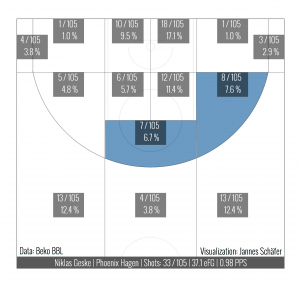 5 / 105
1.0 %
10 / 105
9.5 %
18 / 105
17.1 %
1 / 105
1.0 %
4 / 105
3.8 %
3 / 105
2.9 %
5 / 105
4.8 %
6 / 105
5.7 %
12 / 105
11.4 %
8 / 105
7.6 %
7 / 105
6.7 %
13 / 105
12.4 %
4 / 105
3.8 %
13 / 105
12.4 %
Data: Beko BBL
Visualization: Jannes Schäfer
Niklas Geske | Phoenix Hagen | Shots: 33 / 105 | 37.1 eFG | 0.98 PPS